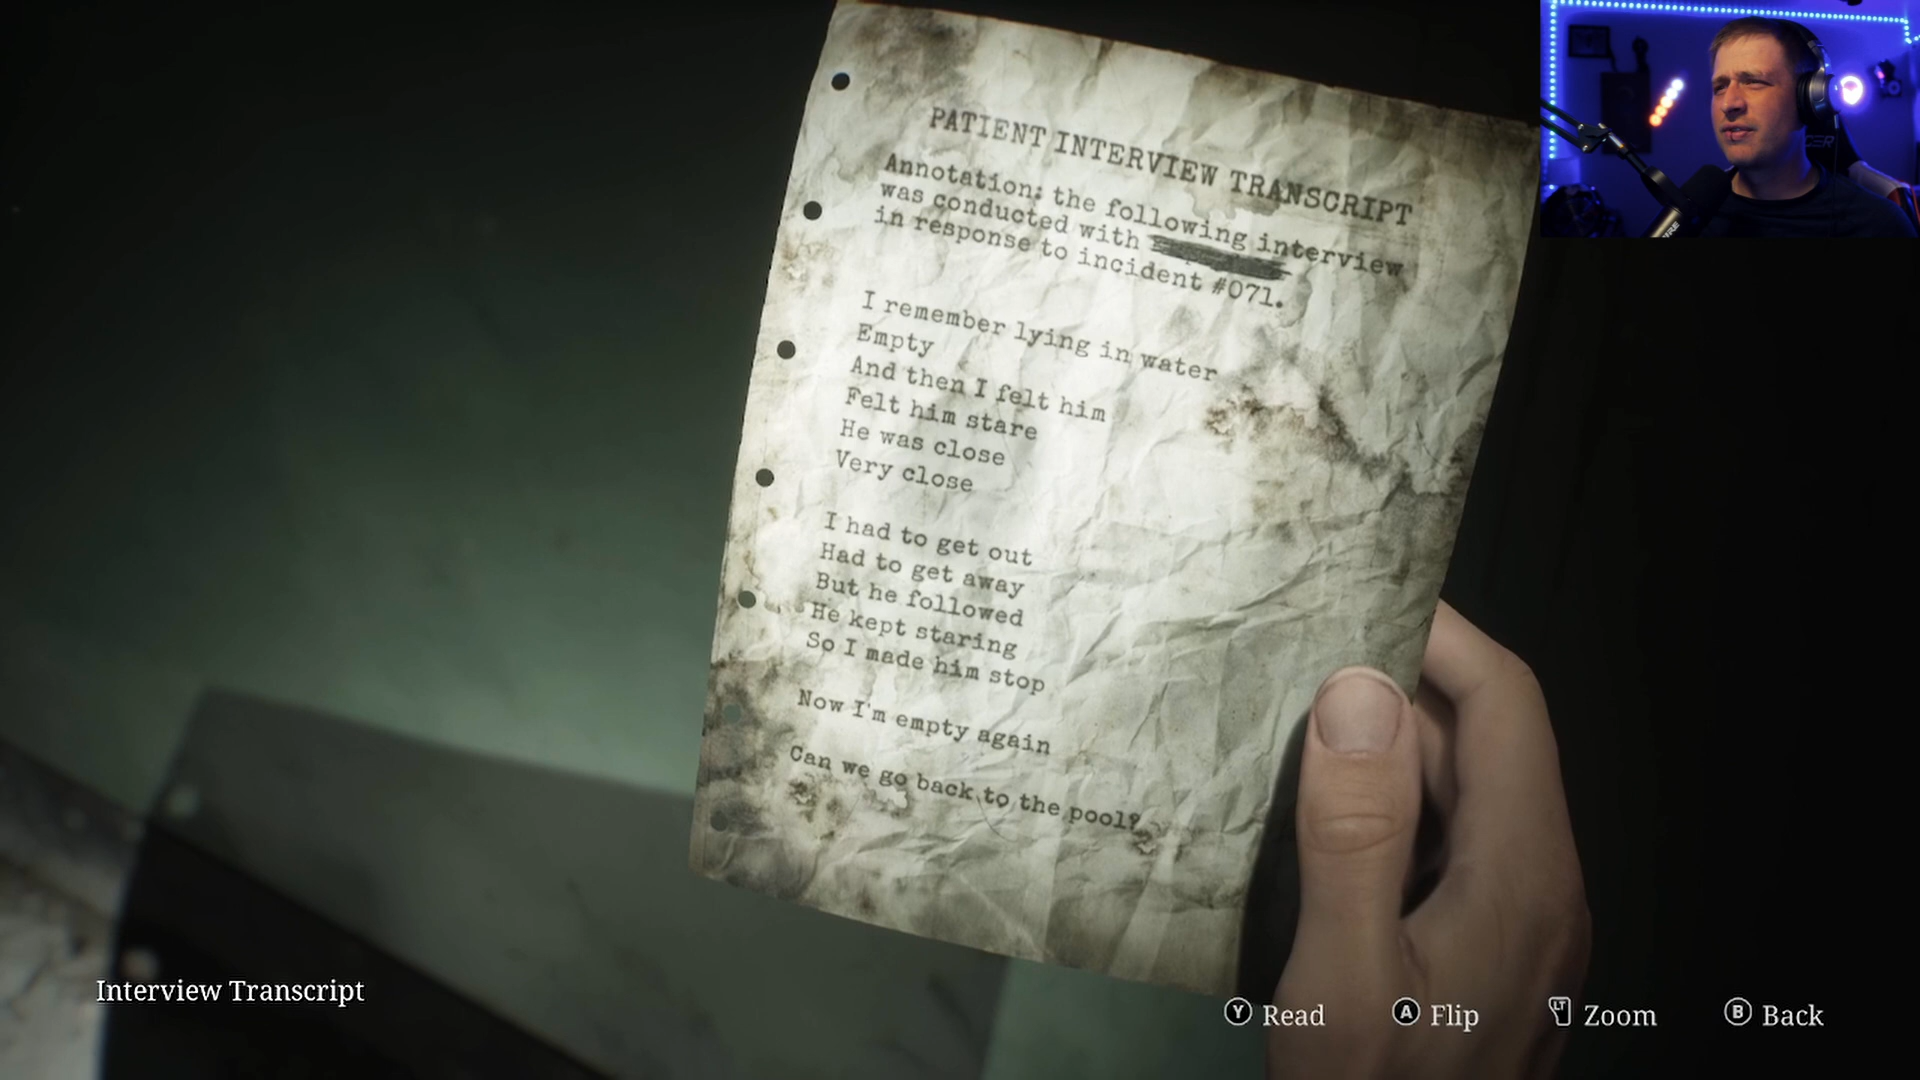 PATIENT INTERVIEW TRANSCRIPT
Annotation: the following interview
was conducted with
in response to incident #071.
I remember lying in water
Empty
And then I felt him
Felt him stare
He was close
Very close
I had to get out
Had to get away
But he followed
He kept staring
So I made him stop
Now I'm empty again
Can we go back to the pool?
Interview Transcript
Y Read
A Flip
LT Zoom
B Back